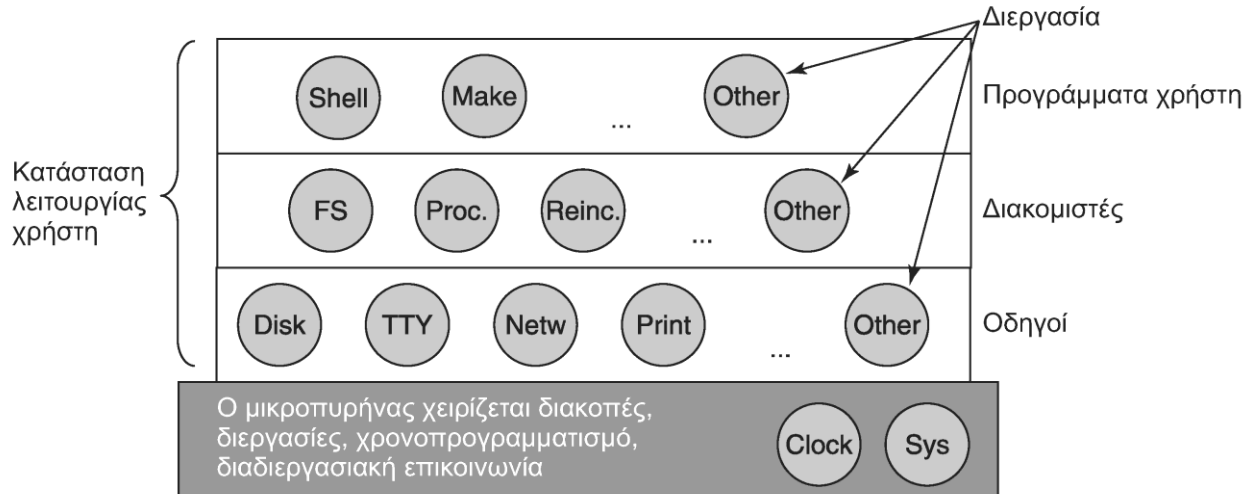 Διεργασία
Shell Make ... Other
Προγράμματα χρήστη
Κατάσταση
λειτουργίας
χρήστη
FS Proc. Reinc. ... Other
Διακομιστές
Disk TTY Netw Print ... Other
Οδηγοί
Ο μικροπυρήνας χειρίζεται διακοπές,
διεργασίες, χρονοπρογραμματισμό,
διαδιεργασιακή επικοινωνία
Clock Sys